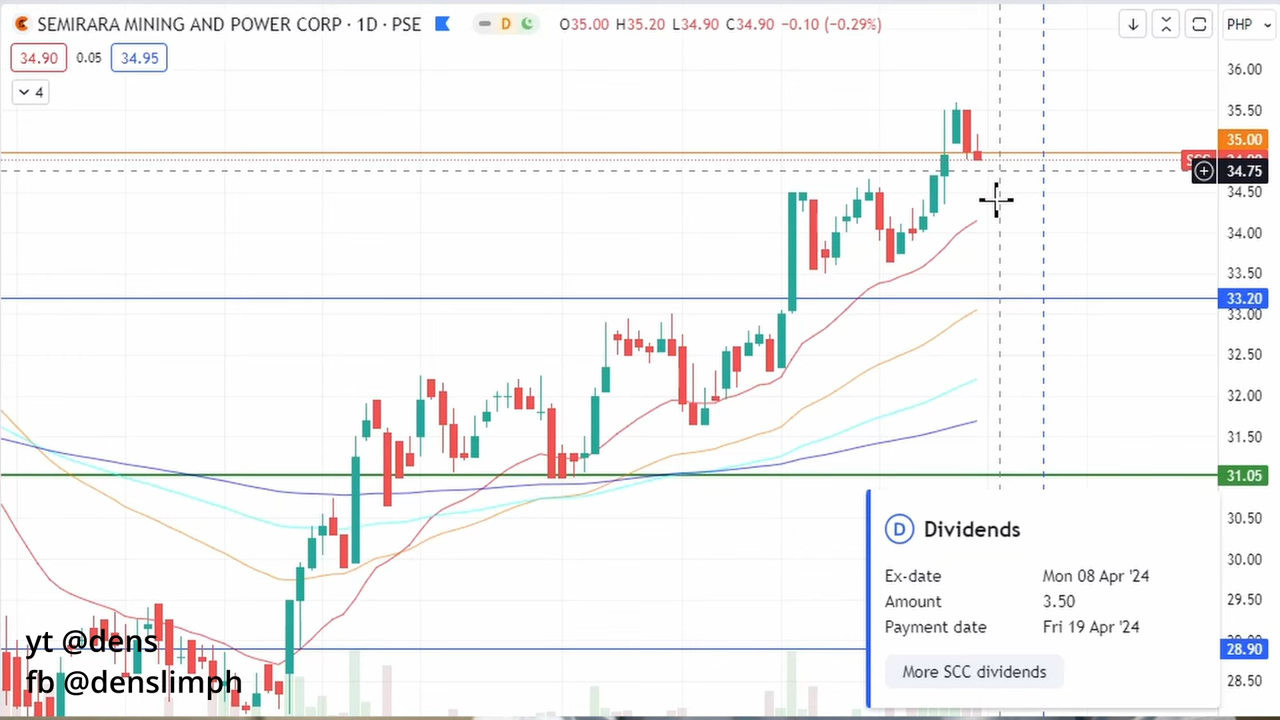 SEMIRARA MINING AND POWER CORP · 1D · PSE D O35.00 H35.20 L34.90 C34.90 −0.10 (−0.29%) PHP
34.90 0.05 34.95
4
36.00
35.50
35.00
34.75
34.50
34.00
33.50
33.20
33.00
32.50
32.00
31.50
31.05
30.50
30.00
29.50
28.90
28.50
D Dividends
Ex-date Mon 08 Apr '24
Amount 3.50
Payment date Fri 19 Apr '24
More SCC dividends
yt @dens
fb @denslimph